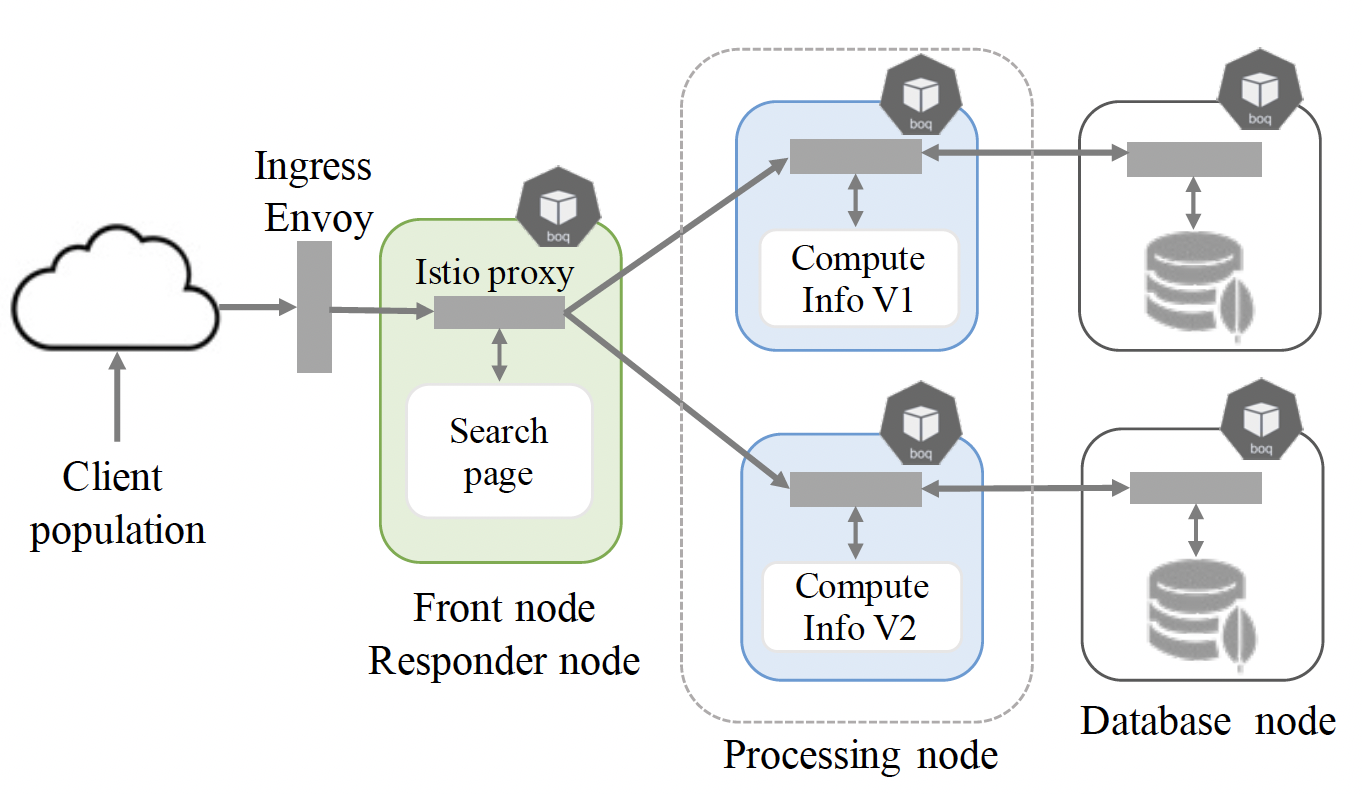 Ingress
Envoy
Client
population
boq
Istio proxy
Search
page
Front node
Responder node
boq
Compute
Info V1
boq
Compute
Info V2
Processing node
boq
boq
Database node